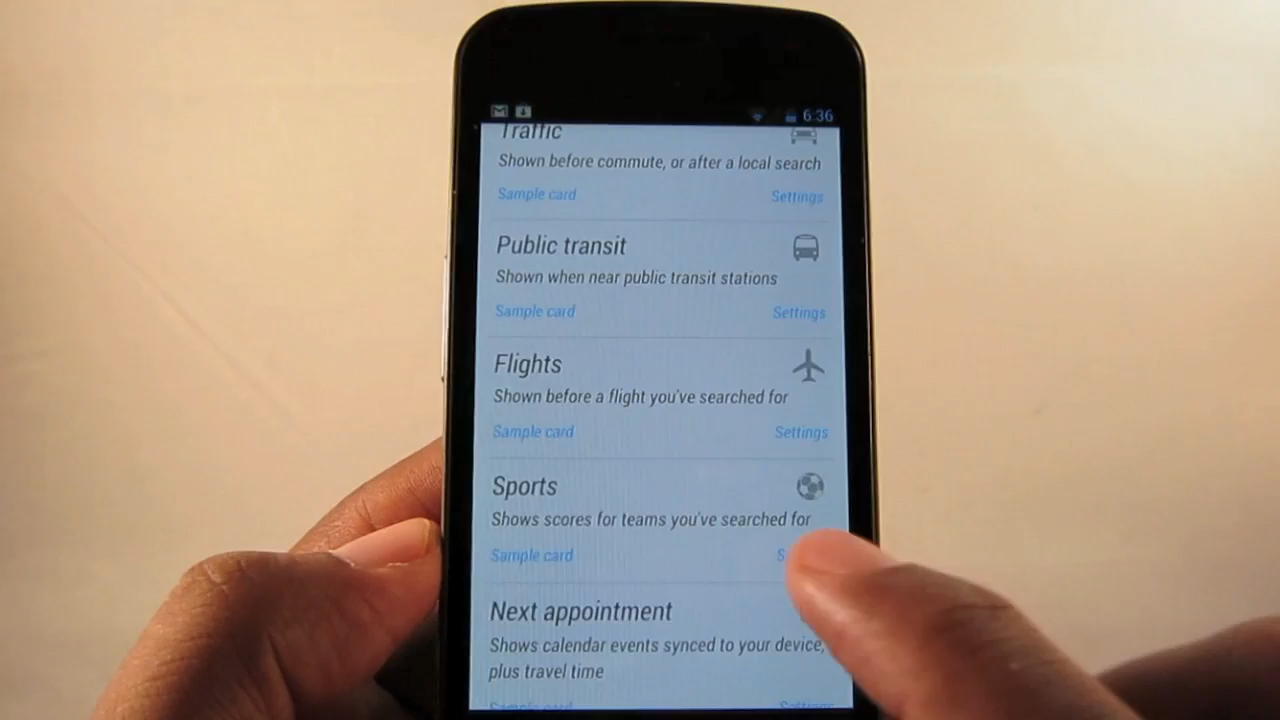 6:36
Traffic
Shown before commute, or after a local search
Sample card Settings
Public transit
Shown when near public transit stations
Sample card Settings
Flights
Shown before a flight you've searched for
Sample card Settings
Sports
Shows scores for teams you've searched for
Sample card S
Next appointment
Shows calendar events synced to your device,
plus travel time
Sample card Settings